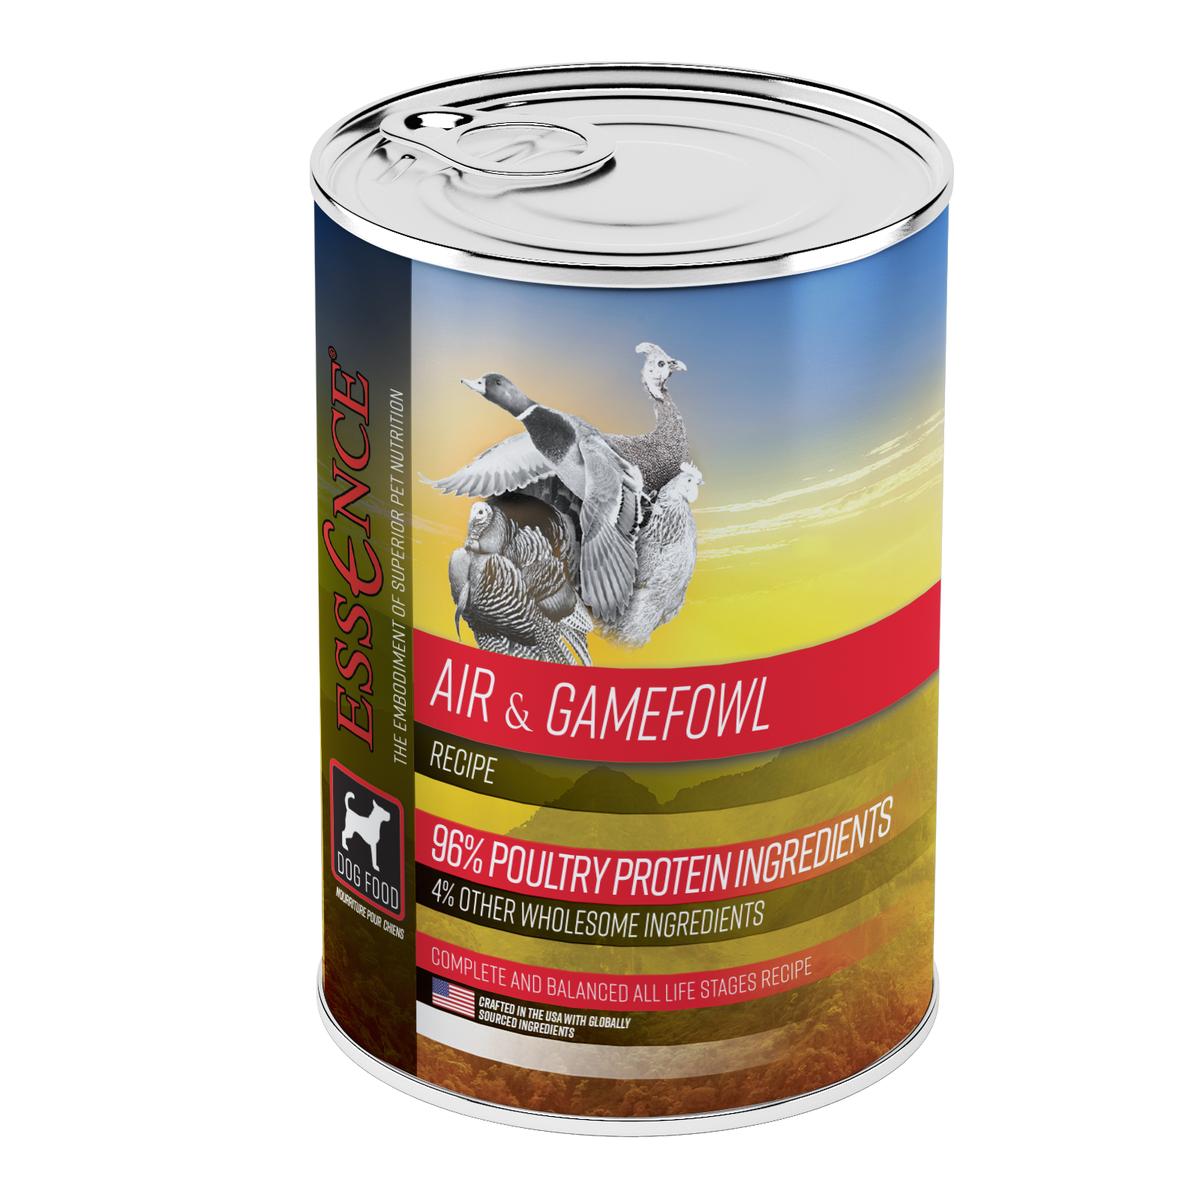 ESSENCE®
THE EMBODIMENT OF SUPERIOR PET NUTRITION
DOG FOOD
NOURRITURE POUR CHIENS
AIR & GAMEFOWL
RECIPE
96% POULTRY PROTEIN INGREDIENTS
4% OTHER WHOLESOME INGREDIENTS
COMPLETE AND BALANCED ALL LIFE STAGES RECIPE
CRAFTED IN THE USA WITH GLOBALLY
SOURCED INGREDIENTS